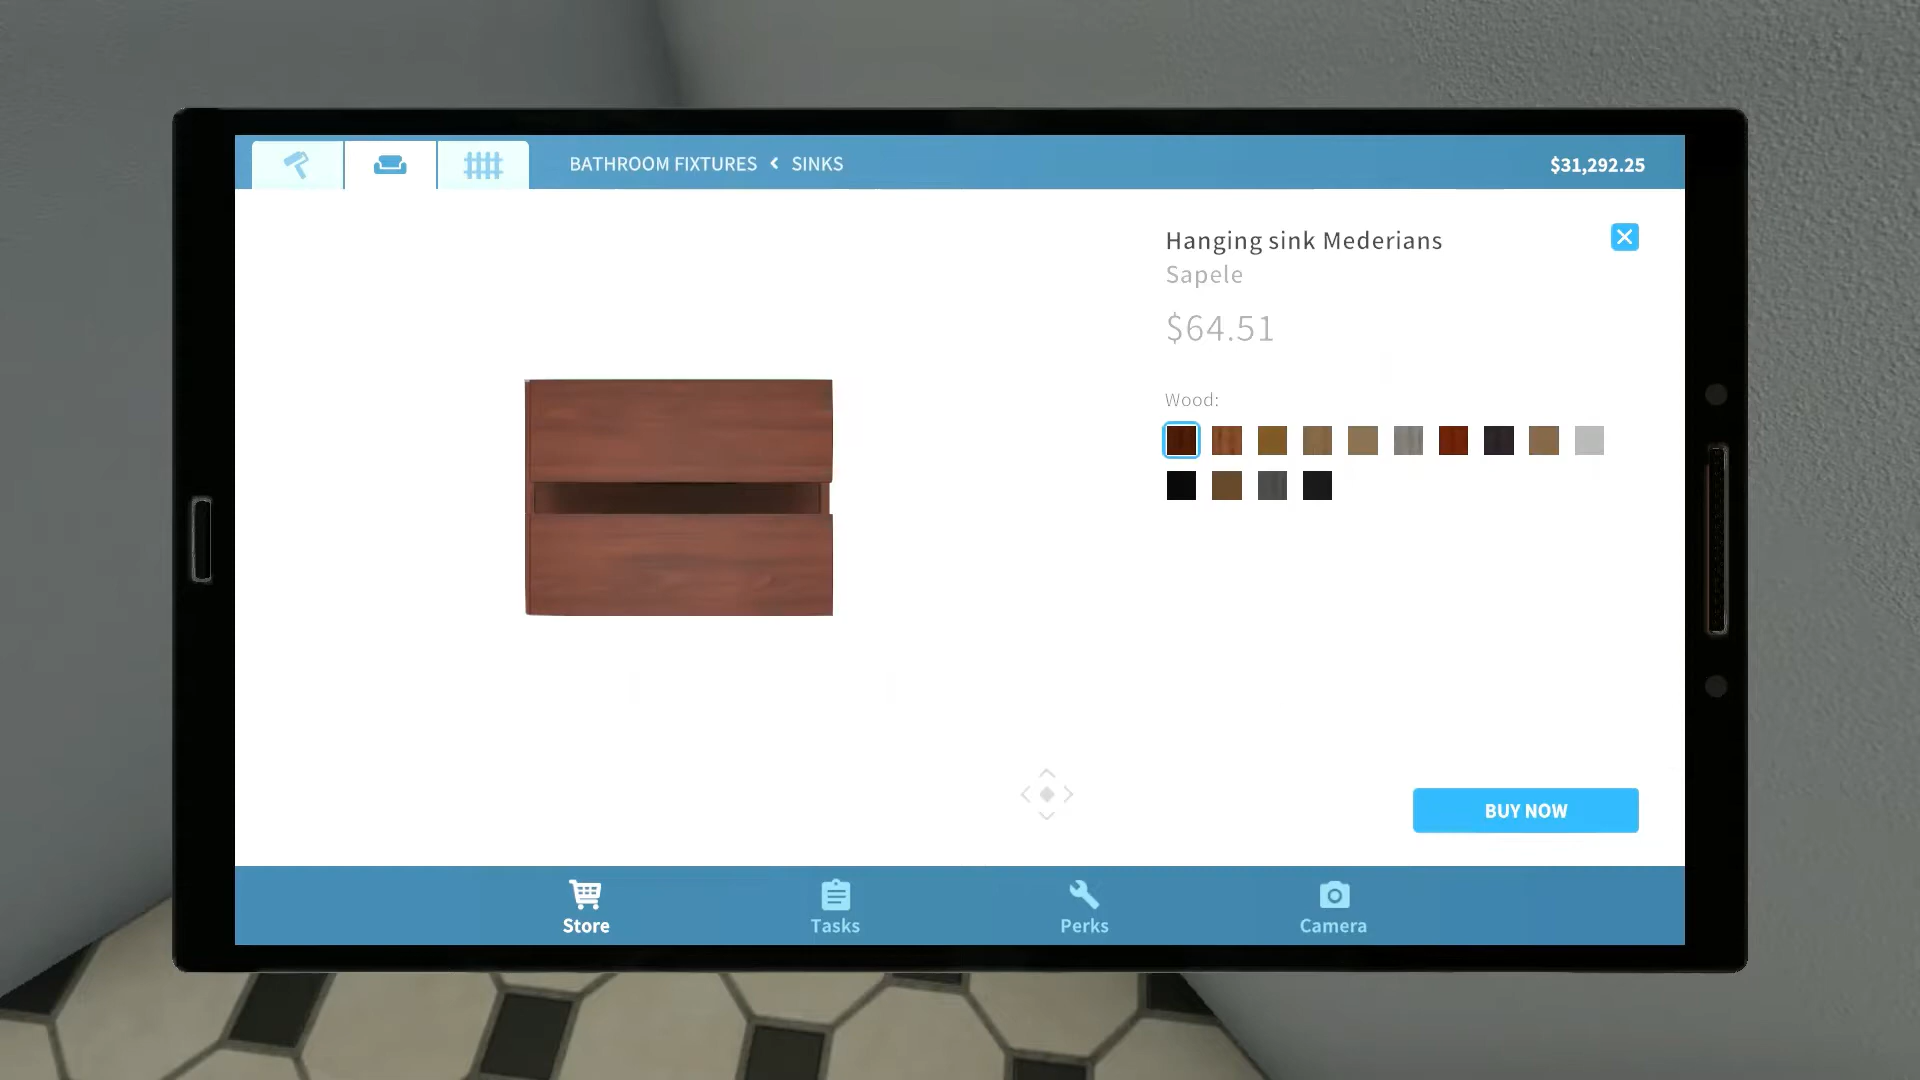 BATHROOM FIXTURES < SINKS
$31,292.25
Hanging sink Mederians
Sapele
$64.51
Wood:
BUY NOW
Store
Tasks
Perks
Camera